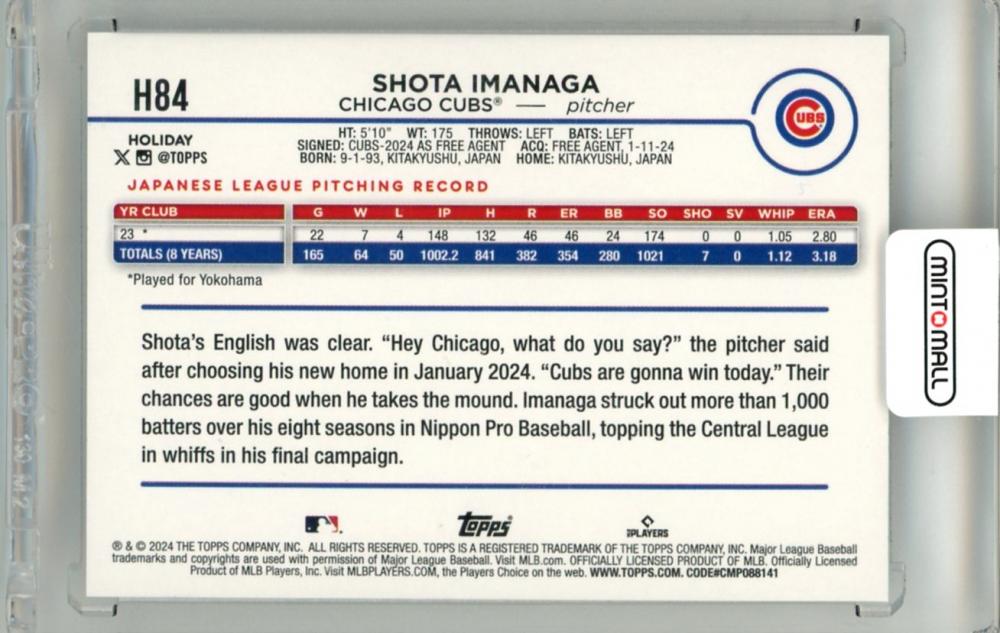 H84
SHOTA IMANAGA
CHICAGO CUBS® — pitcher
CUBS
HOLIDAY
X @TOPPS
HT: 5'10" WT: 175 THROWS: LEFT BATS: LEFT
SIGNED: CUBS-2024 AS FREE AGENT ACQ: FREE AGENT, 1-11-24
BORN: 9-1-93, KITAKYUSHU, JAPAN HOME: KITAKYUSHU, JAPAN
JAPANESE LEAGUE PITCHING RECORD
YR CLUB G W L IP H R ER BB SO SHO SV WHIP ERA
23 * 22 7 4 148 132 46 46 24 174 0 0 1.05 2.80
TOTALS (8 YEARS) 165 64 50 1002.2 841 382 354 280 1021 7 0 1.12 3.18
*Played for Yokohama
Shota's English was clear. “Hey Chicago, what do you say?” the pitcher said
after choosing his new home in January 2024. “Cubs are gonna win today.” Their
chances are good when he takes the mound. Imanaga struck out more than 1,000
batters over his eight seasons in Nippon Pro Baseball, topping the Central League
in whiffs in his final campaign.
Topps
PLAYERS
® & © 2024 THE TOPPS COMPANY, INC. ALL RIGHTS RESERVED. TOPPS IS A REGISTERED TRADEMARK OF THE TOPPS COMPANY, INC. Major League Baseball
trademarks and copyrights are used with permission of Major League Baseball. Visit MLB.com. OFFICIALLY LICENSED PRODUCT OF MLB. Officially Licensed
Product of MLB Players, Inc. Visit MLBPLAYERS.COM, the Players Choice on the web. WWW.TOPPS.COM. CODE#CMP088141
MINTOMALL